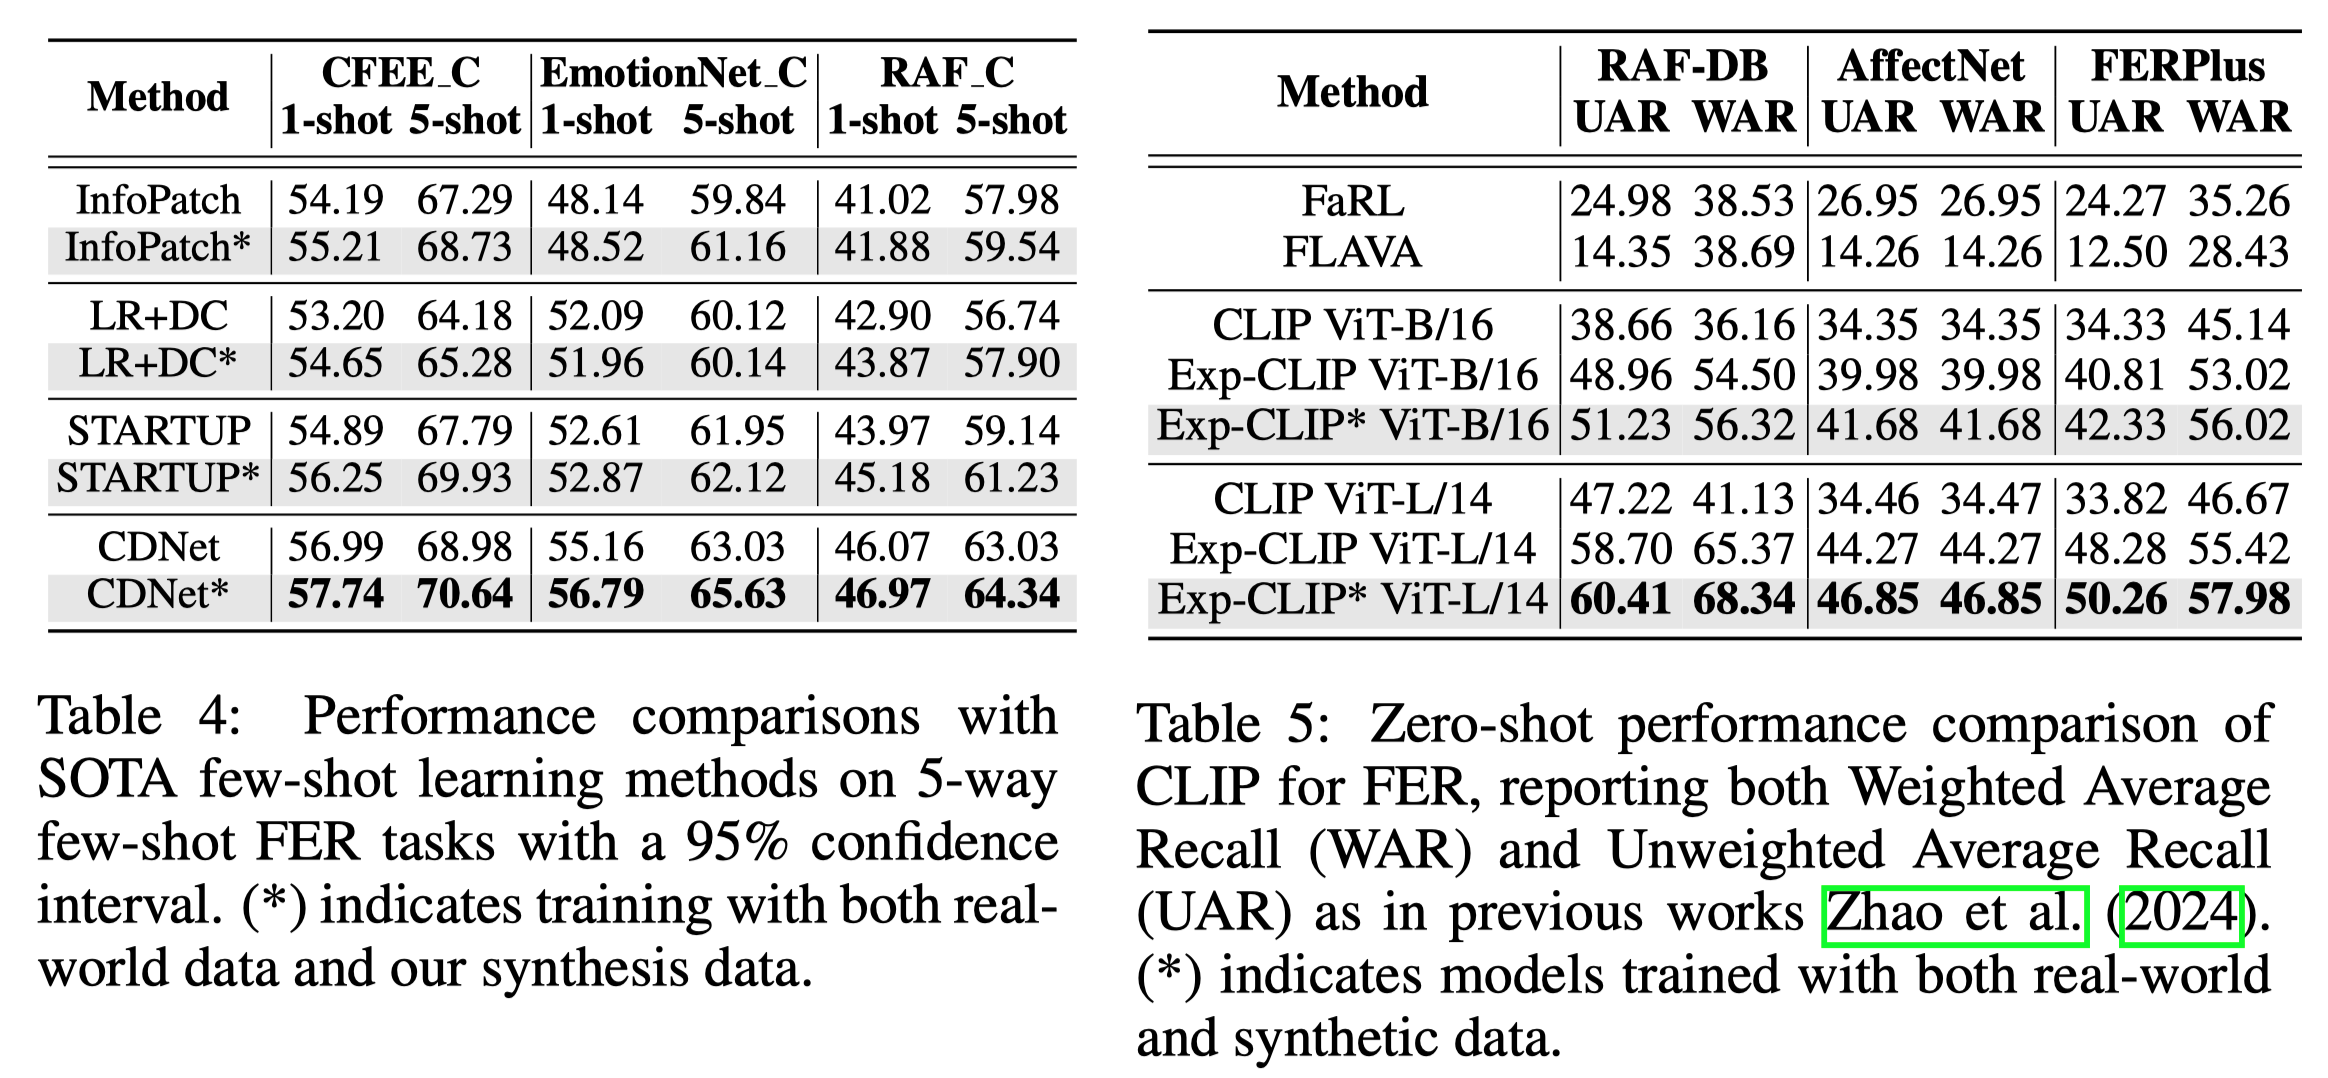 Method CFEE_C EmotionNet_C RAF_C
1-shot 5-shot 1-shot 5-shot 1-shot 5-shot
InfoPatch 54.19 67.29 48.14 59.84 41.02 57.98
InfoPatch* 55.21 68.73 48.52 61.16 41.88 59.54
LR+DC 53.20 64.18 52.09 60.12 42.90 56.74
LR+DC* 54.65 65.28 51.96 60.14 43.87 57.90
STARTUP 54.89 67.79 52.61 61.95 43.97 59.14
STARTUP* 56.25 69.93 52.87 62.12 45.18 61.23
CDNet 56.99 68.98 55.16 63.03 46.07 63.03
CDNet* 57.74 70.64 56.79 65.63 46.97 64.34
Table 4: Performance comparisons with
SOTA few-shot learning methods on 5-way
few-shot FER tasks with a 95% confidence
interval. (*) indicates training with both real-
world data and our synthesis data.
Method RAF-DB AffectNet FERPlus
UAR WAR UAR WAR UAR WAR
FaRL 24.98 38.53 26.95 26.95 24.27 35.26
FLAVA 14.35 38.69 14.26 14.26 12.50 28.43
CLIP ViT-B/16 38.66 36.16 34.35 34.35 34.33 45.14
Exp-CLIP ViT-B/16 48.96 54.50 39.98 39.98 40.81 53.02
Exp-CLIP* ViT-B/16 51.23 56.32 41.68 41.68 42.33 56.02
CLIP ViT-L/14 47.22 41.13 34.46 34.47 33.82 46.67
Exp-CLIP ViT-L/14 58.70 65.37 44.27 44.27 48.28 55.42
Exp-CLIP* ViT-L/14 60.41 68.34 46.85 46.85 50.26 57.98
Table 5: Zero-shot performance comparison of
CLIP for FER, reporting both Weighted Average
Recall (WAR) and Unweighted Average Recall
(UAR) as in previous works Zhao et al. (2024).
(*) indicates models trained with both real-world
and synthetic data.